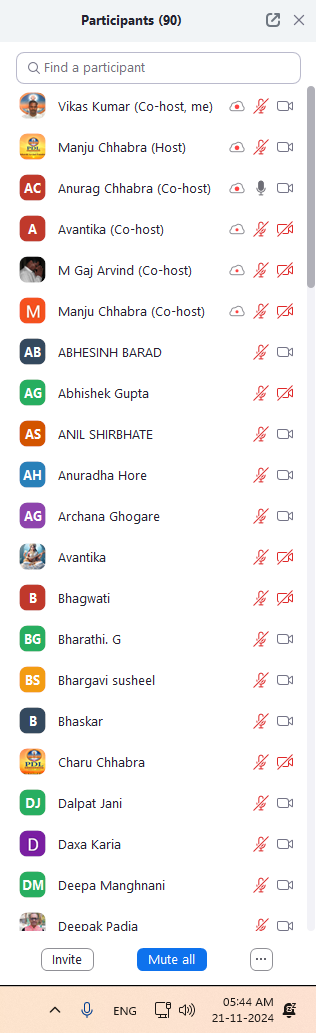 Participants (90)
Find a participant
Vikas Kumar (Co-host, me)
Manju Chhabra (Host)
AC Anurag Chhabra (Co-host)
A Avantika (Co-host)
M Gaj Arvind (Co-host)
M Manju Chhabra (Co-host)
AB ABHESINH BARAD
AG Abhishek Gupta
AS ANIL SHIRBHATE
AH Anuradha Hore
AG Archana Ghogare
Avantika
B Bhagwati
BG Bharathi. G
BS Bhargavi susheel
B Bhaskar
PDL Charu Chhabra
DJ Dalpat Jani
D Daxa Karia
DM Deepa Manghnani
Deepak Padia
Invite Mute all ...
ENG 05:44 AM
21-11-2024